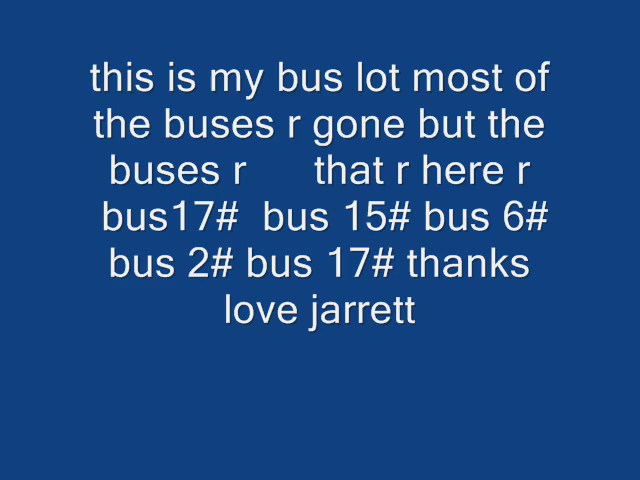 this is my bus lot most of
the buses r gone but the
buses r      that r here r
bus17#  bus 15# bus 6#
bus 2# bus 17# thanks
love jarrett